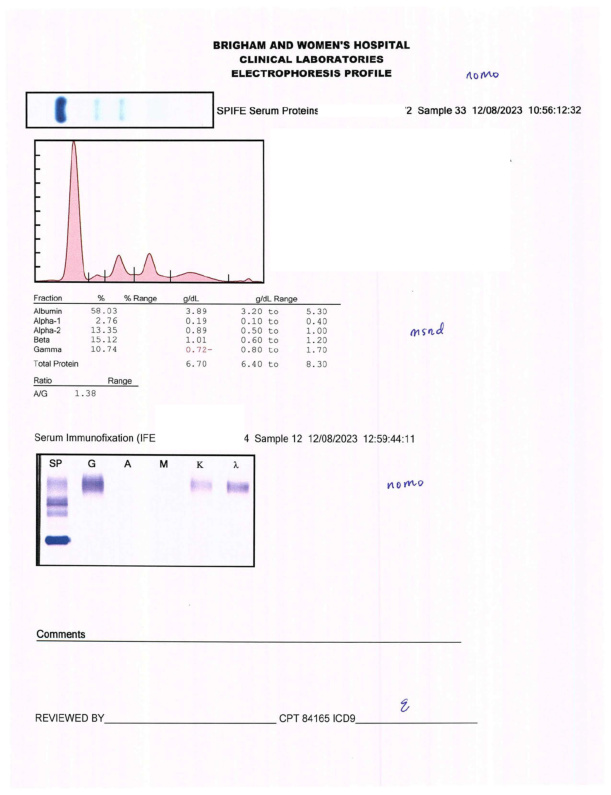 BRIGHAM AND WOMEN'S HOSPITAL
CLINICAL LABORATORIES
ELECTROPHORESIS PROFILE
nomo
SPIFE Serum Proteins '2 Sample 33 12/08/2023 10:56:12:32
Fraction % % Range g/dL g/dL Range
Albumin 58.03 3.89 3.20 to 5.30
Alpha-1 2.76 0.19 0.10 to 0.40
Alpha-2 13.35 0.89 0.50 to 1.00
Beta 15.12 1.01 0.60 to 1.20
Gamma 10.74 0.72- 0.80 to 1.70
msnd
Total Protein 6.70 6.40 to 8.30
Ratio Range
A/G 1.38
Serum Immunofixation (IFE 4 Sample 12 12/08/2023 12:59:44:11
SP G A M K λ
nomo
Comments
REVIEWED BY CPT 84165 ICD9